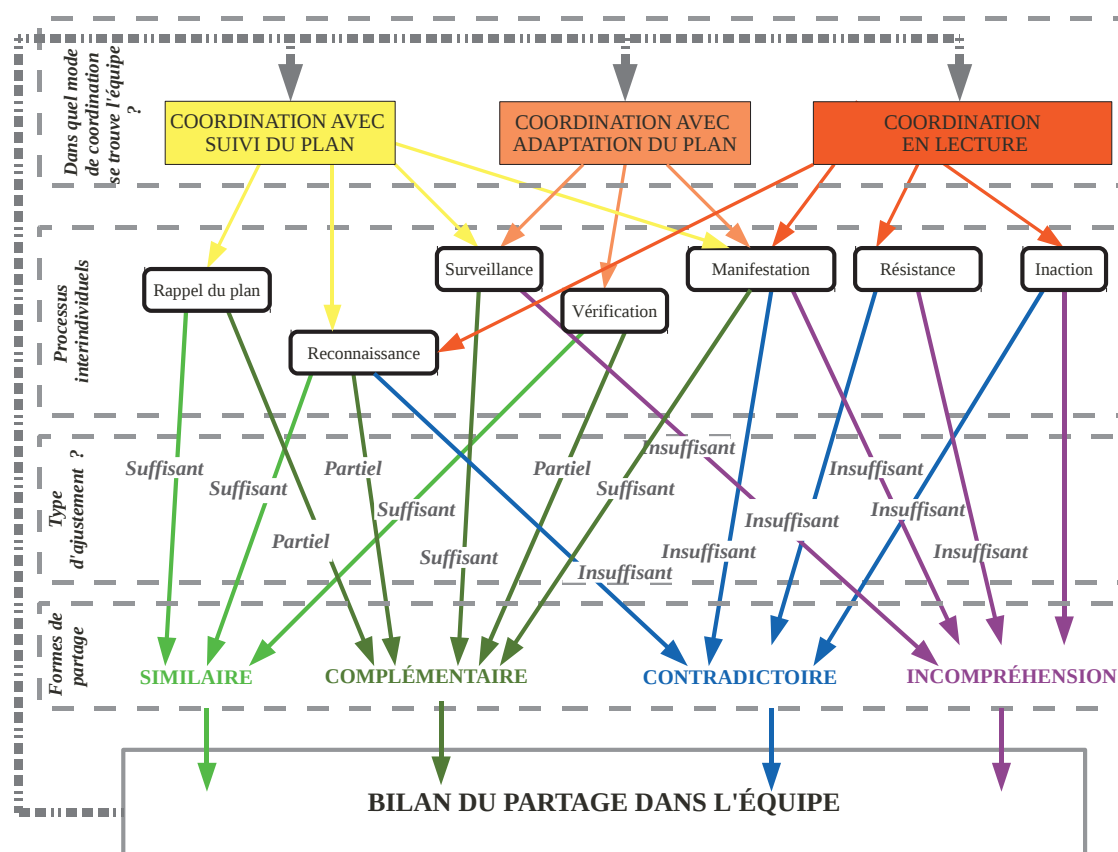 Dans quel mode
de coordination
se trouve l'équipe
?
COORDINATION AVEC
SUIVI DU PLAN
COORDINATION AVEC
ADAPTATION DU PLAN
COORDINATION
EN LECTURE
Processus
interindividuels
Rappel du plan
Reconnaissance
Surveillance
Vérification
Manifestation
Résistance
Inaction
Type
d'ajustement ?
Suffisant
Suffisant
Partiel
Partiel
Suffisant
Suffisant
Partiel
Suffisant
Insuffisant
Insuffisant
Insuffisant
Insuffisant
Insuffisant
Insuffisant
Insuffisant
Formes de
partage
SIMILAIRE
COMPLÉMENTAIRE
CONTRADICTOIRE
INCOMPRÉHENSION
BILAN DU PARTAGE DANS L'ÉQUIPE